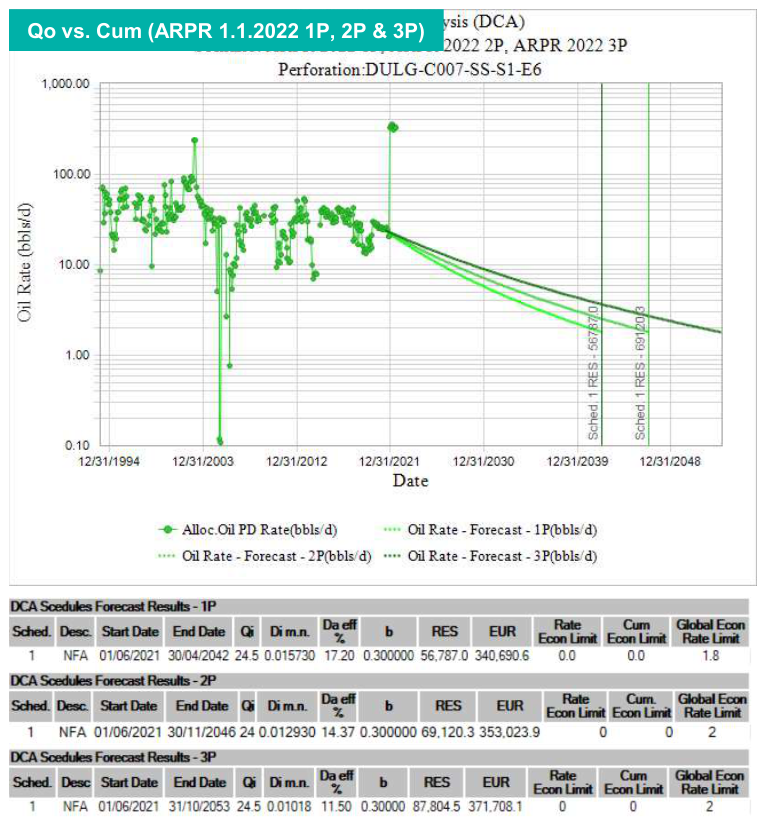 Qo vs. Cum (ARPR 1.1.2022 1P, 2P & 3P)
ysis (DCA)
2022 2P, ARPR 2022 3P
Perforation:DULG-C007-SS-S1-E6
1,000.00
100.00
10.00
1.00
0.10
Oil Rate (bbls/d)
Sched. 1 RES - 56787.0
Sched. 1 RES - 69120.3
12/31/1994 12/31/2003 12/31/2012 12/31/2021 12/31/2030 12/31/2039 12/31/2048
Date
Alloc.Oil PD Rate(bbls/d) Oil Rate - Forecast - 1P(bbls/d)
Oil Rate - Forecast - 2P(bbls/d) Oil Rate - Forecast - 3P(bbls/d)
DCA Scedules Forecast Results - 1P
Sched. Desc. Start Date End Date Qi Di m.n. Da eff % b RES EUR Rate Econ Limit Cum Econ Limit Global Econ Rate Limit
1 NFA 01/06/2021 30/04/2042 24.5 0.015730 17.20 0.300000 56,787.0 340,690.6 0.0 0.0 1.8
DCA Scedules Forecast Results - 2P
Sched. Desc. Start Date End Date Qi Di m.n. Da eff % b RES EUR Rate Econ Limit Cum. Econ Limit Global Econ Rate Limit
1 NFA 01/06/2021 30/11/2046 24 0.012930 14.37 0.300000 69,120.3 353,023.9 0 0 2
DCA Scedules Forecast Results - 3P
Sched. Desc Start Date End Date Qi Di m.n. Da eff % b RES EUR Rate Econ Limit Cum Econ Limit Global Econ Rate Limit
1 NFA 01/06/2021 31/10/2053 24.5 0.01018 11.50 0.30000 87,804.5 371,708.1 0 0 2